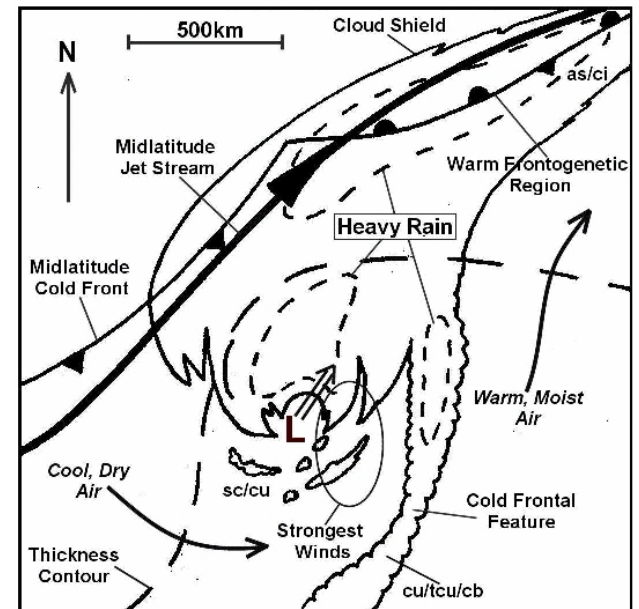 Cloud Shield
500km
N
as/ci
Midlatitude
Jet Stream
Warm Frontogenetic
Region
Heavy Rain
Midlatitude
Cold Front
Warm, Moist
Air
L
Cool, Dry
Air
sc/cu
Cold Frontal
Feature
Strongest
Winds
Thickness
Contour
cu/tcu/cb